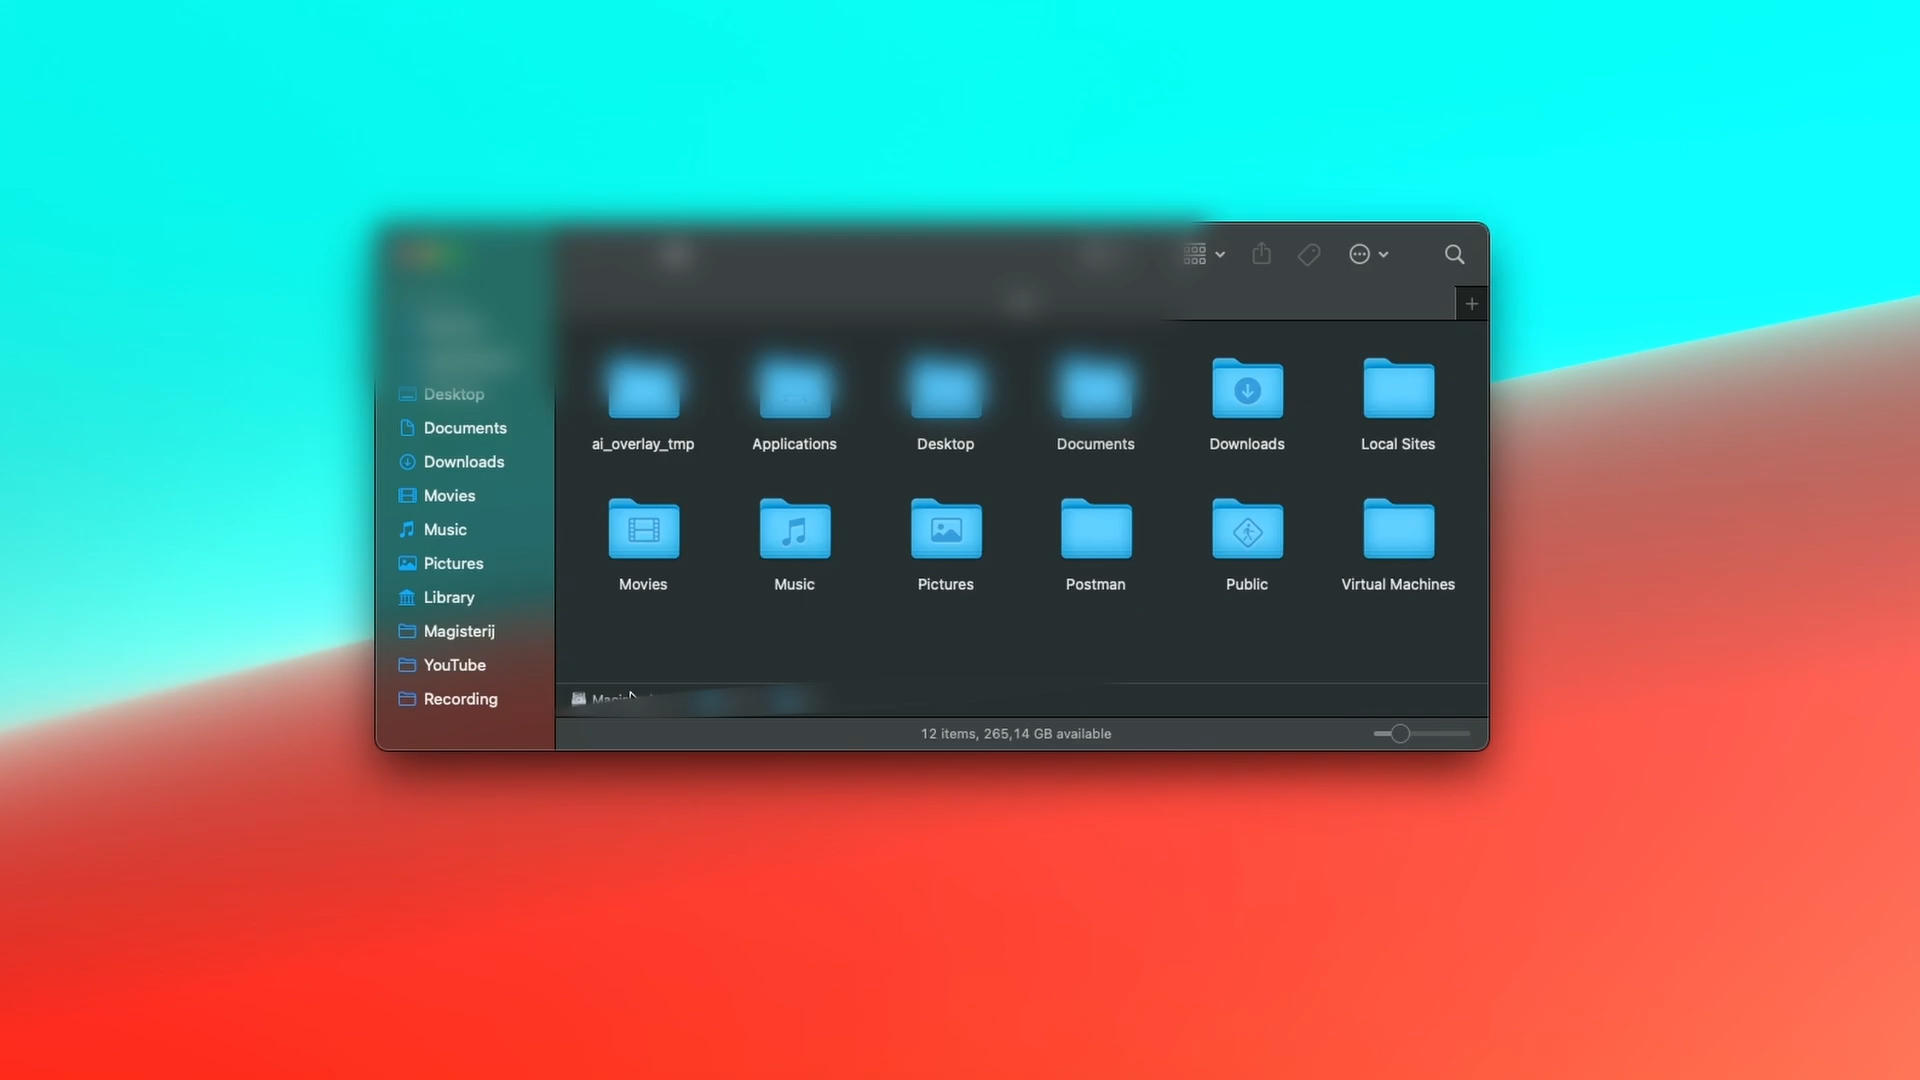 Desktop
Documents
Downloads
Movies
Music
Pictures
Library
Magisterij
YouTube
Recording
ai_overlay_tmp
Applications
Desktop
Documents
Downloads
Local Sites
Movies
Music
Pictures
Postman
Public
Virtual Machines
12 items, 265,14 GB available